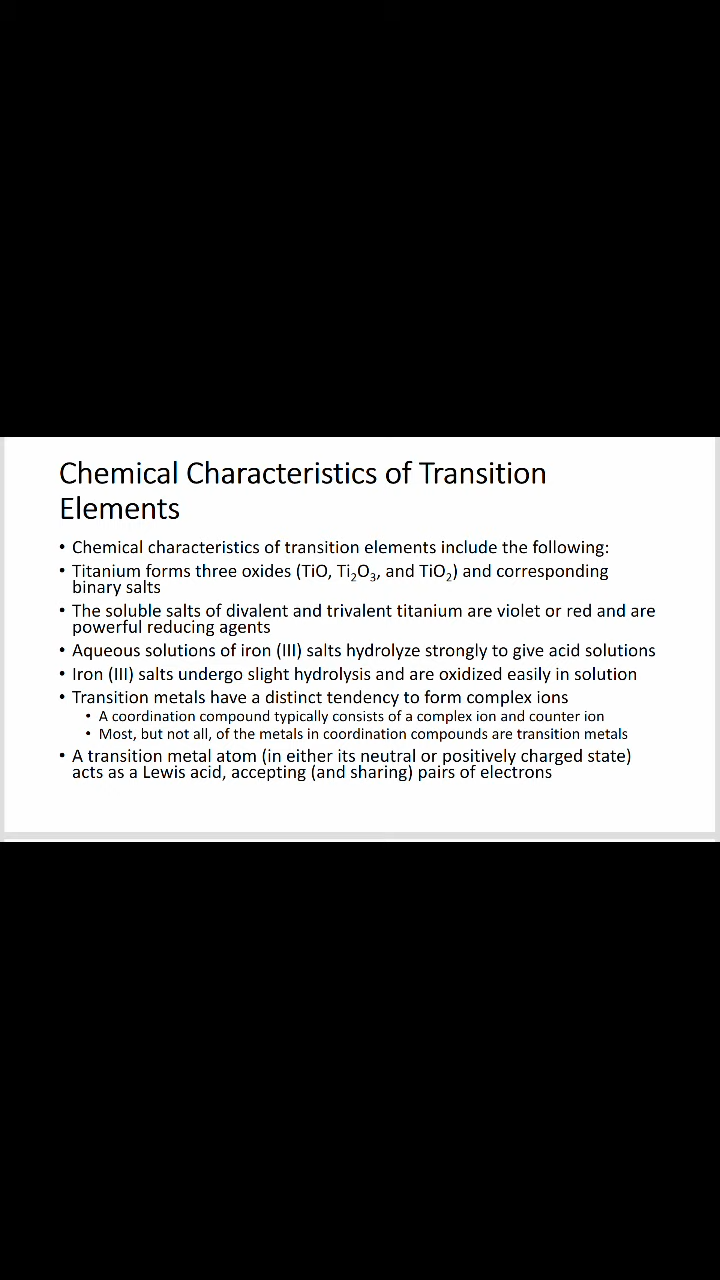 Chemical Characteristics of Transition
Elements
• Chemical characteristics of transition elements include the following:
• Titanium forms three oxides (TiO, Ti₂O₃, and TiO₂) and corresponding
binary salts
• The soluble salts of divalent and trivalent titanium are violet or red and are
powerful reducing agents
• Aqueous solutions of iron (III) salts hydrolyze strongly to give acid solutions
• Iron (III) salts undergo slight hydrolysis and are oxidized easily in solution
• Transition metals have a distinct tendency to form complex ions
• A coordination compound typically consists of a complex ion and counter ion
• Most, but not all, of the metals in coordination compounds are transition metals
• A transition metal atom (in either its neutral or positively charged state)
acts as a Lewis acid, accepting (and sharing) pairs of electrons